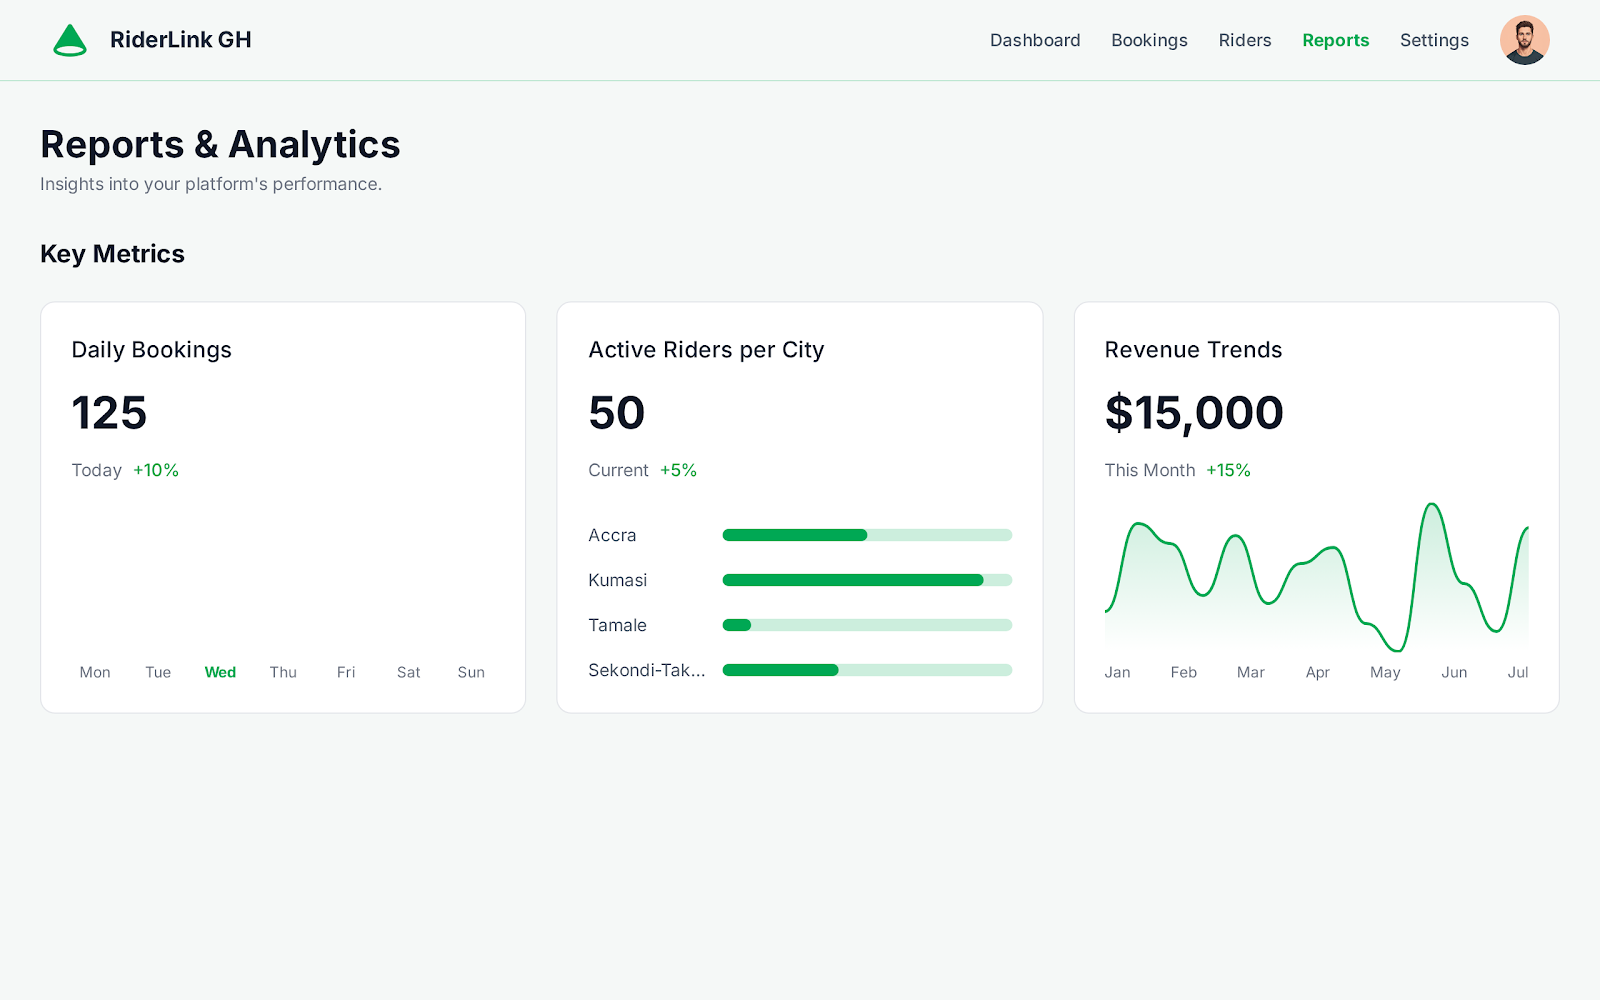 RiderLink GH
Dashboard Bookings Riders Reports Settings
Reports & Analytics
Insights into your platform's performance.
Key Metrics
Daily Bookings
125
Today +10%
Mon Tue Wed Thu Fri Sat Sun
Active Riders per City
50
Current +5%
Accra
Kumasi
Tamale
Sekondi-Tak...
Revenue Trends
$15,000
This Month +15%
Jan Feb Mar Apr May Jun Jul